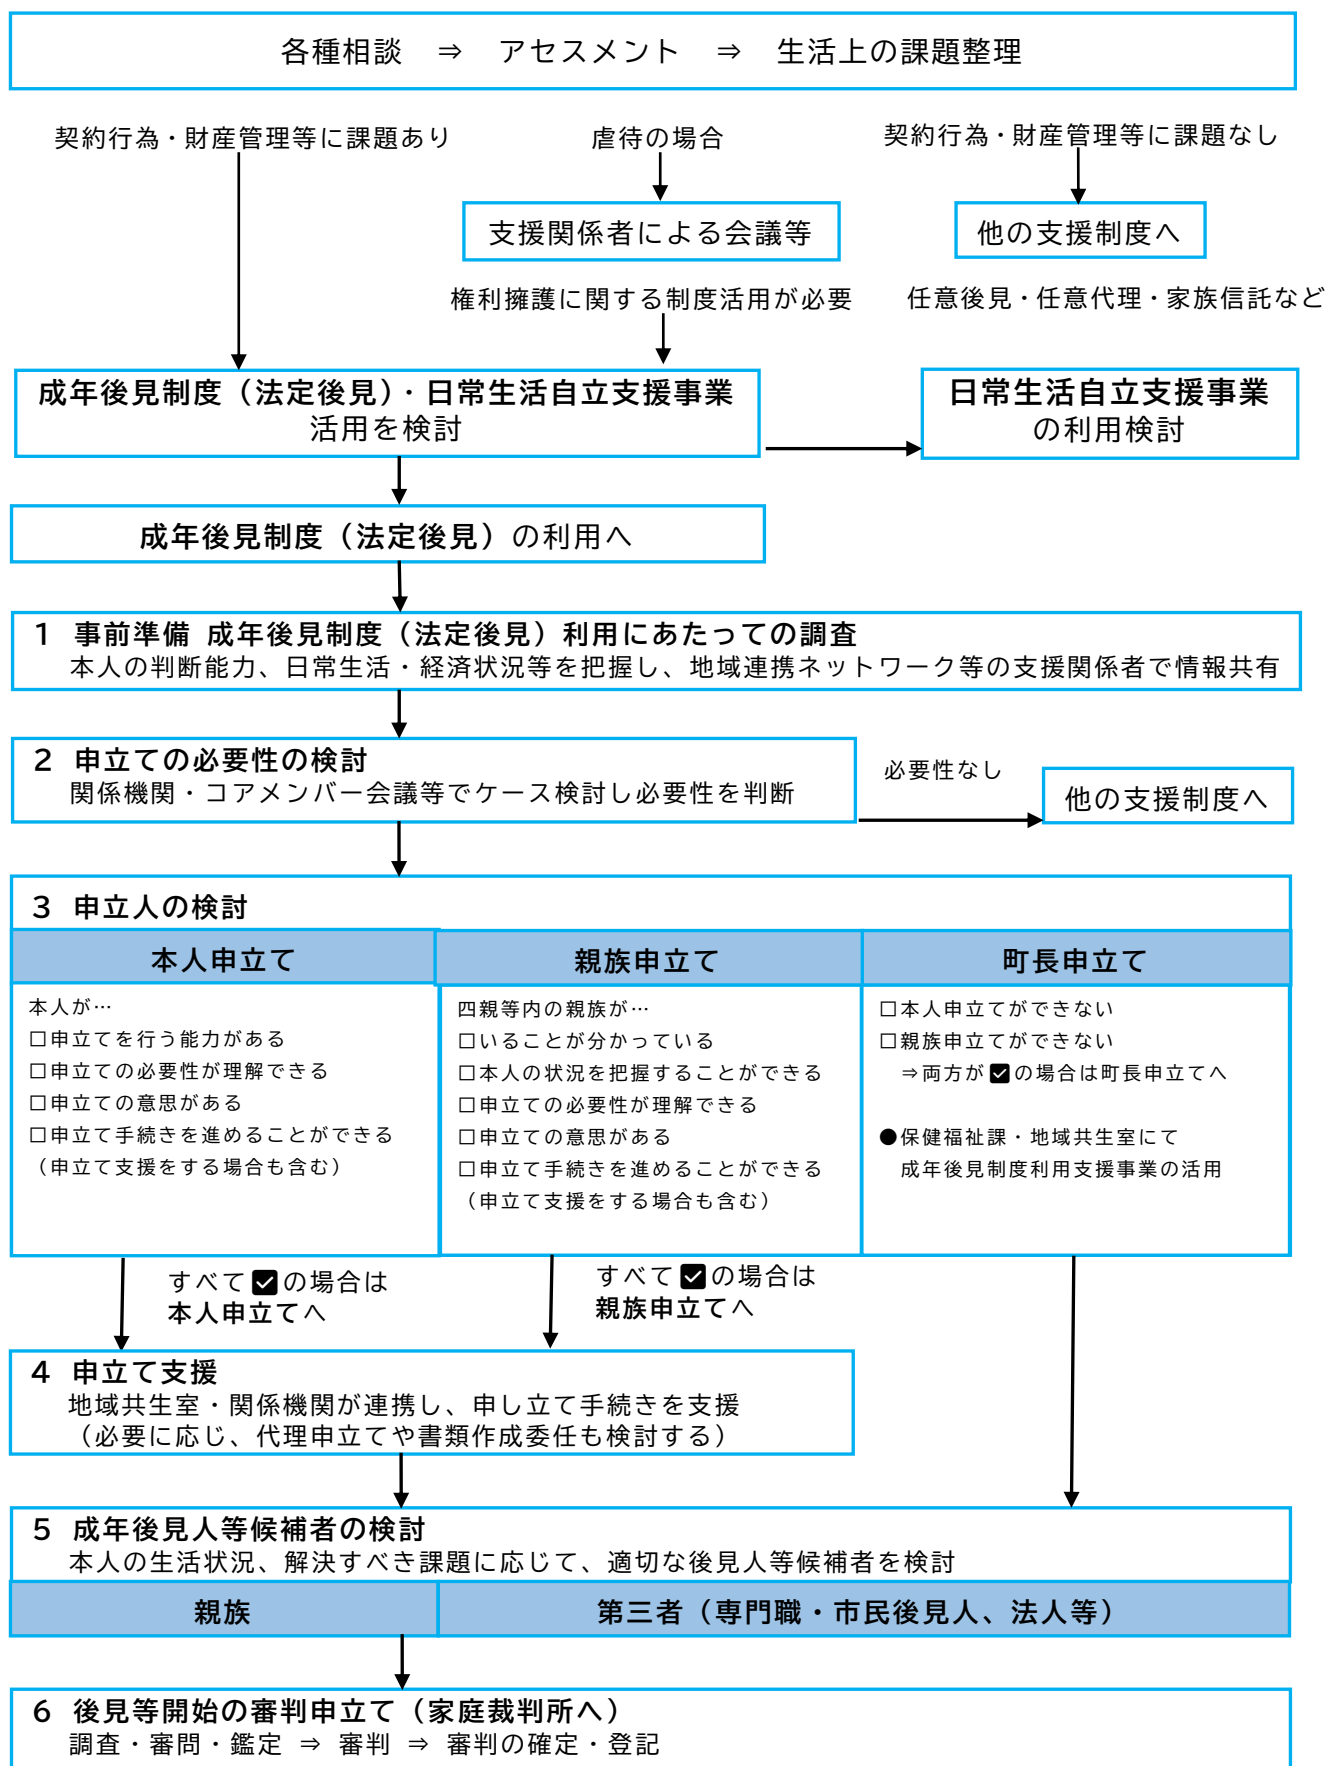 各種相談　⇒　アセスメント　⇒　生活上の課題整理
契約行為・財産管理等に課題あり
虐待の場合
契約行為・財産管理等に課題なし
支援関係者による会議等
他の支援制度へ
権利擁護に関する制度活用が必要
任意後見・任意代理・家族信託など
成年後見制度（法定後見）・日常生活自立支援事業
活用を検討
日常生活自立支援事業
の利用検討
成年後見制度（法定後見）の利用へ
1　事前準備 成年後見制度（法定後見）利用にあたっての調査
本人の判断能力、日常生活・経済状況等を把握し、地域連携ネットワーク等の支援関係者で情報共有
2　申立ての必要性の検討
関係機関・コアメンバー会議等でケース検討し必要性を判断
必要性なし
他の支援制度へ
3　申立人の検討
本人申立て
本人が…
□申立てを行う能力がある
□申立ての必要性が理解できる
□申立ての意思がある
□申立て手続きを進めることができる
（申立て支援をする場合も含む）
親族申立て
四親等内の親族が…
□いることが分かっている
□本人の状況を把握することができる
□申立ての必要性が理解できる
□申立ての意思がある
□申立て手続きを進めることができる
（申立て支援をする場合も含む）
町長申立て
□本人申立てができない
□親族申立てができない
⇒両方が☑の場合は町長申立てへ
●保健福祉課・地域共生室にて
成年後見制度利用支援事業の活用
すべて☑の場合は
本人申立てへ
すべて☑の場合は
親族申立てへ
4　申立て支援
地域共生室・関係機関が連携し、申し立て手続きを支援
（必要に応じ、代理申立てや書類作成委任も検討する）
5　成年後見人等候補者の検討
本人の生活状況、解決すべき課題に応じて、適切な後見人等候補者を検討
親族
第三者（専門職・市民後見人、法人等）
6　後見等開始の審判申立て（家庭裁判所へ）
調査・審問・鑑定 ⇒ 審判 ⇒ 審判の確定・登記